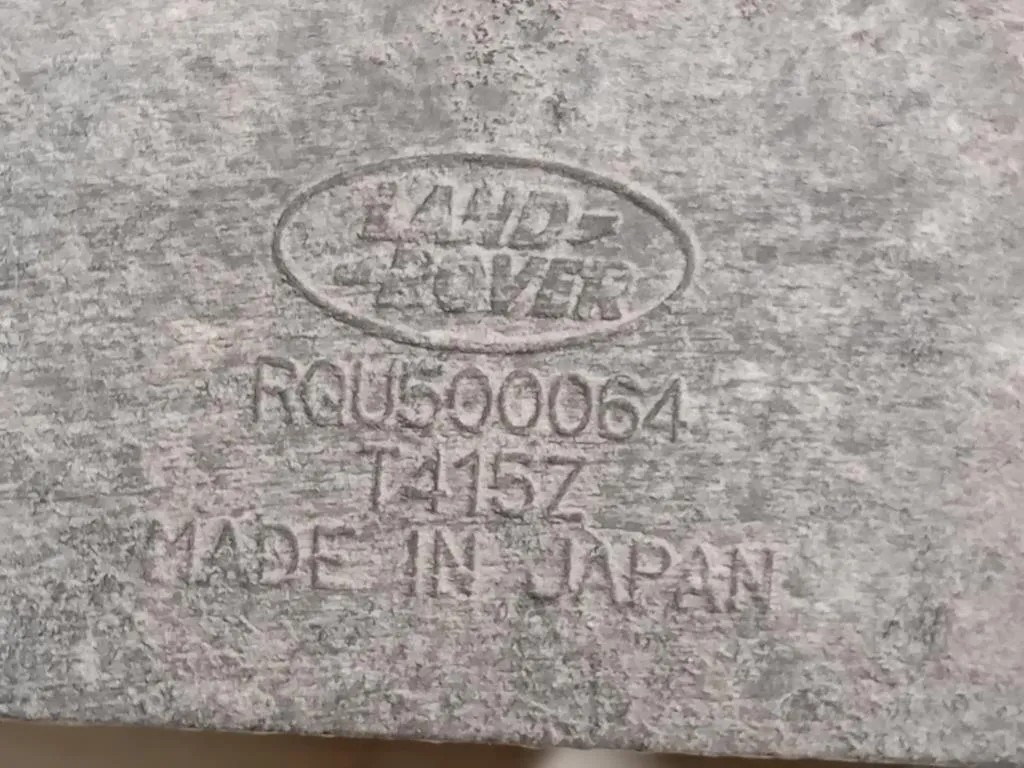 LAND-
-ROVER
RQU500064
T415Z
MADE IN JAPAN